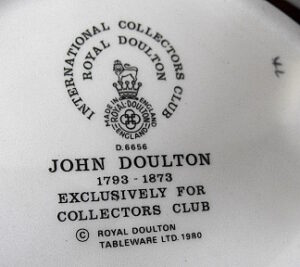 INTERNATIONAL COLLECTORS CLUB
ROYAL DOULTON
MADE IN ENGLAND
ROYAL·DOULTON
ENGLAND
D.6656
JOHN DOULTON
1793 - 1873
EXCLUSIVELY FOR
COLLECTORS CLUB
© ROYAL DOULTON
TABLEWARE LTD. 1980